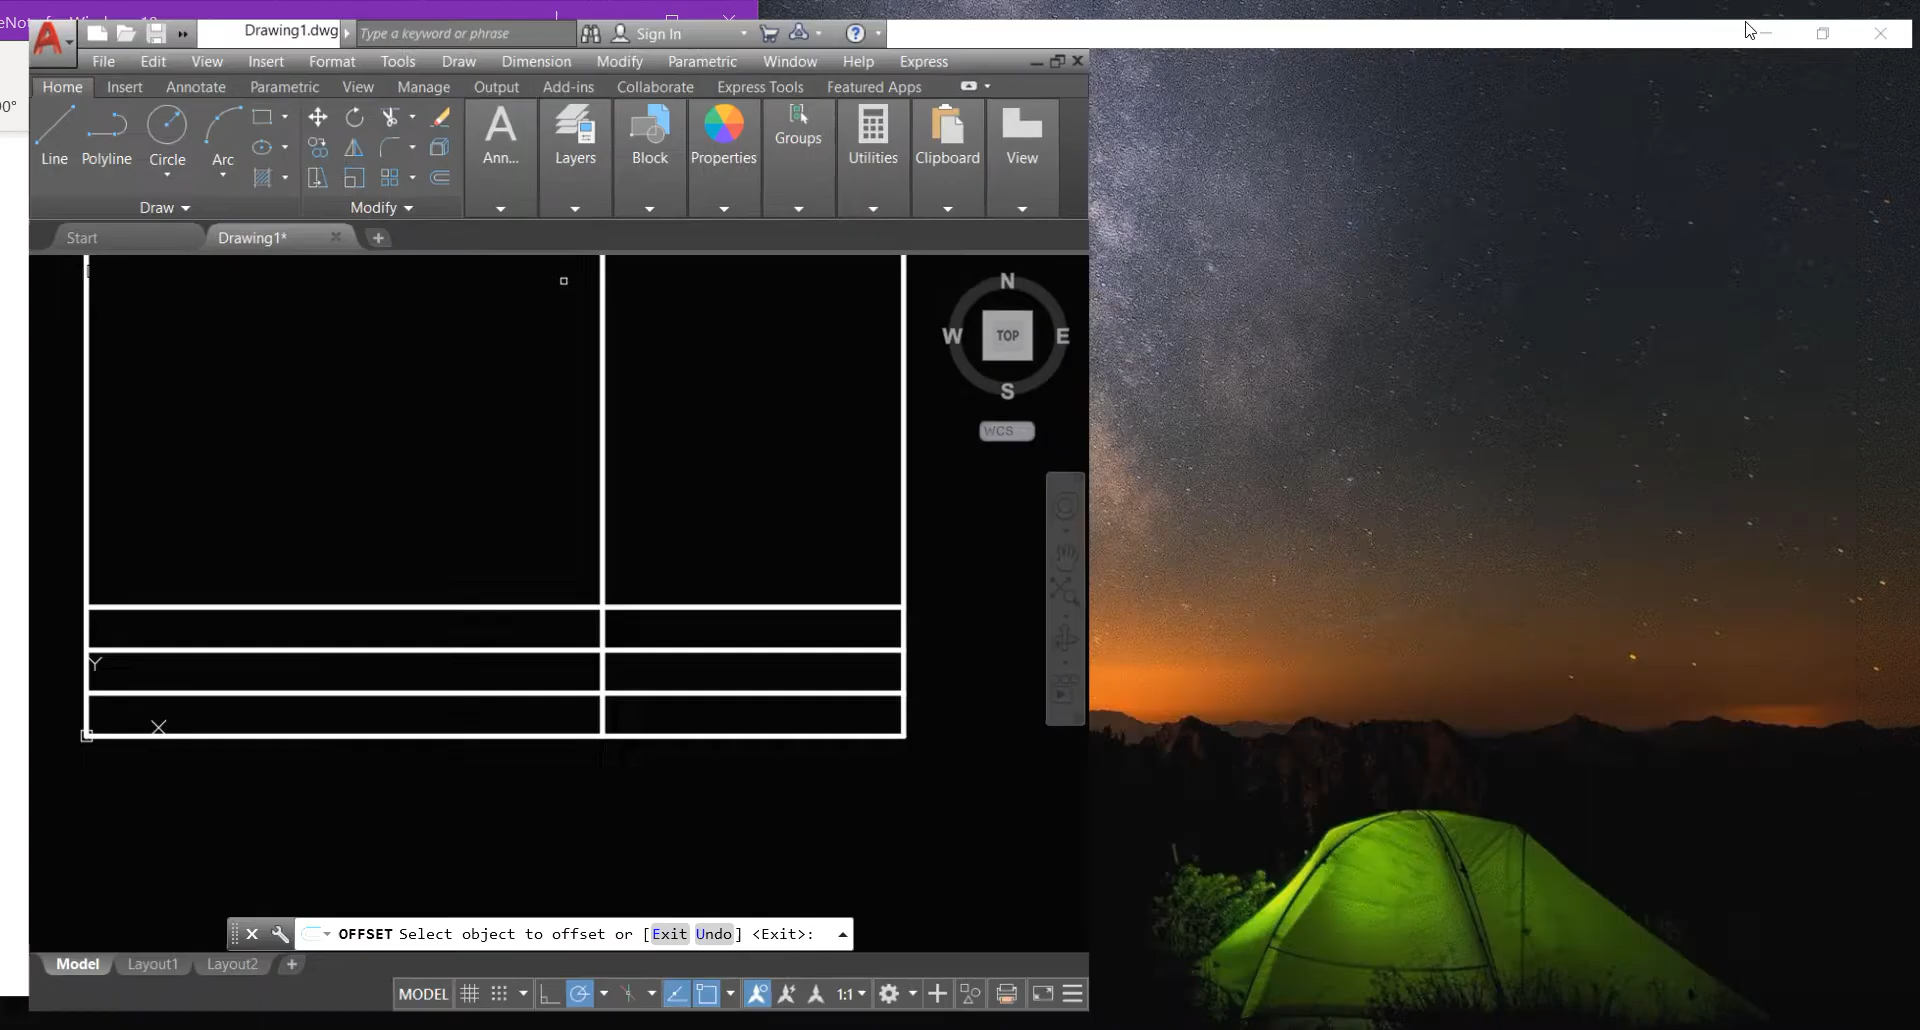 Drawing1.dwg Type a keyword or phrase Sign In
File Edit View Insert Format Tools Draw Dimension Modify Parametric Window Help Express
Home Insert Annotate Parametric View Manage Output Add-ins Collaborate Express Tools Featured Apps
Line Polyline Circle Arc Ann... Layers Block Properties Groups Utilities Clipboard View
Draw Modify
Start Drawing1*
N
W TOP E
S
WCS
Y
X
OFFSET Select object to offset or [Exit Undo] <Exit>:
Model Layout1 Layout2
MODEL 1:1